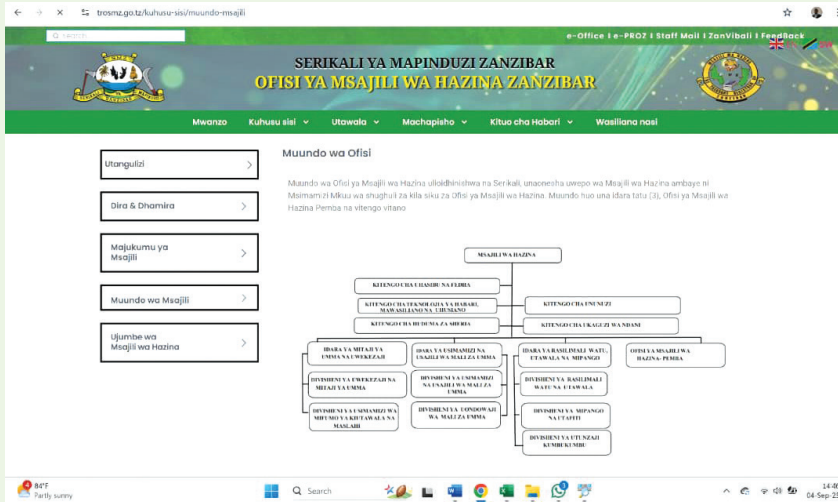 trosmz.go.tz/kuhusu-sisi/muundo-msajili
Search
e-Office I e-PROZ I Staff Mail I ZanVibali I FeedBack
SERIKALI YA MAPINDUZI ZANZIBAR
OFISI YA MSAJILI WA HAZINA ZANZIBAR
Mwanzo
Kuhusu sisi
Utawala
Machapisho
Kituo cha Habari
Wasiliana nasi
Utangulizi
Dira & Dhamira
Majukumu ya
Msajili
Muundo wa Msajili
Ujumbe wa
Msajili wa Hazina
Muundo wa Ofisi
Muundo wa Ofisi ya Msajili wa Hazina ulioidhinishwa na Serikali, unaonesha uwepo wa Msajili wa Hazina ambaye ni
Msimamizi Mkuu wa shughuli za kila siku za Ofisi ya Msajili wa Hazina. Muundo huo una idara tatu (3), Ofisi ya Msajili wa
Hazina Pemba na vitengo vitano
MSAJILI WA HAZINA
KITENGO CHA UHASIBU NA FEDHA
KITENGO CHA TEKNOLOJIA YA HABARI,
MAWASILIANO NA UHUSIANO
KITENGO CHA UNUNUZI
KITENGO CHA HUDUMA ZA SHERIA
KITENGO CHA UKAGUZI WA NDANI
IDARA YA MITAJI YA
UMMA NA UWEKEZAJI
IDARA YA USIMAMIZI NA
USAJILI WA MALI ZA UMMA
IDARA YA RASILIMALI WATU,
UTAWALA NA MIPANGO
OFISI YA MSAJILI WA
HAZINA- PEMBA
DIVISHENI YA UWEKEZAJI NA
MITAJI YA UMMA
DIVISHENI YA USIMAMIZI
NA USAJILI WA MALI ZA
UMMA
DIVISHENI YA RASILIMALI
WATU NA UTAWALA
DIVISHENI YA USIMAMIZI WA
MIFUMO YA KIUTAWALA NA
MASLAHI
DIVISHENI YA UONDOWAJI
WA MALI ZA UMMA
DIVISHENI YA MIPANGO
NA UTAFITI
DIVISHENI YA UTUNZAJI
KUMBUKUMBU
84°F
Partly sunny
Search
14:46